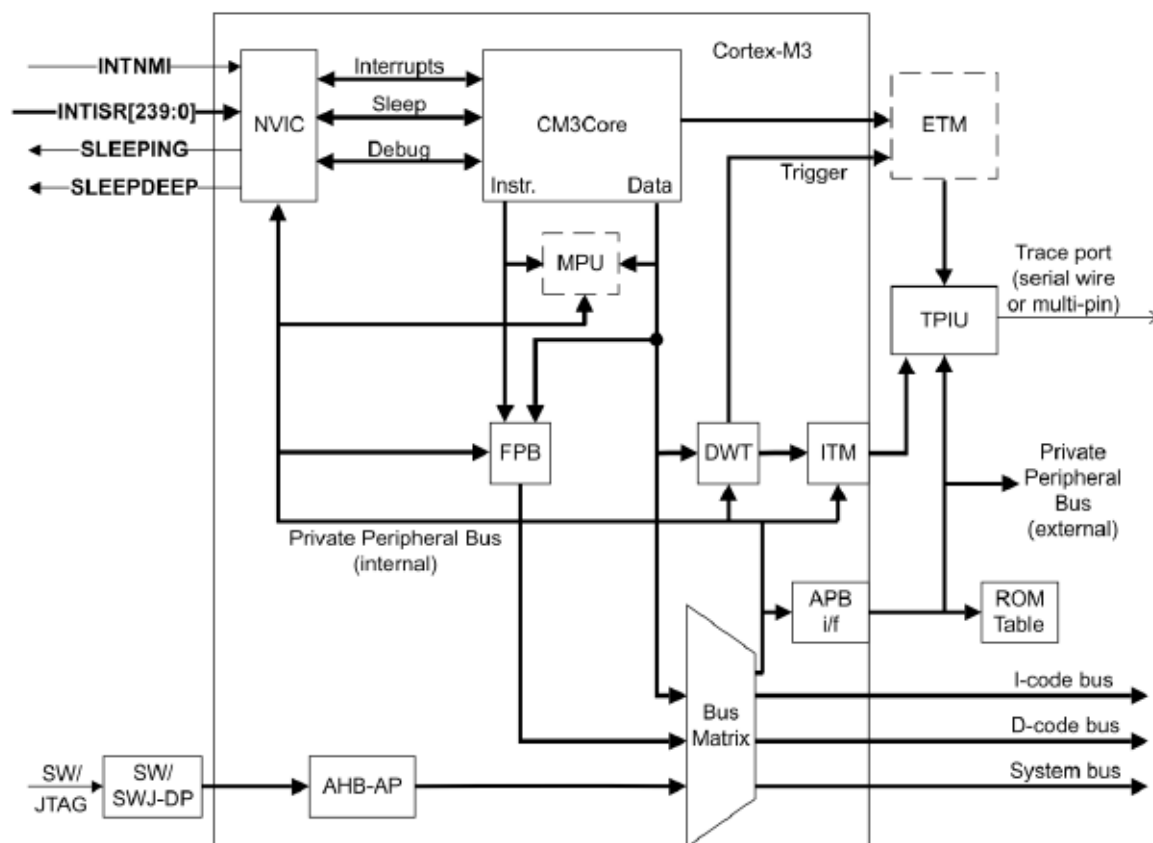 Cortex-M3
INTNMI
INTISR[239:0]
SLEEPING
SLEEPDEEP
NVIC
Interrupts
Sleep
Debug
CM3Core
Instr.
Data
ETM
Trigger
MPU
TPIU
Trace port
(serial wire
or multi-pin)
FPB
DWT
ITM
Private
Peripheral
Bus
(external)
Private Peripheral Bus
(internal)
APB
i/f
ROM
Table
Bus
Matrix
I-code bus
D-code bus
System bus
SW/
JTAG
SW/
SWJ-DP
AHB-AP